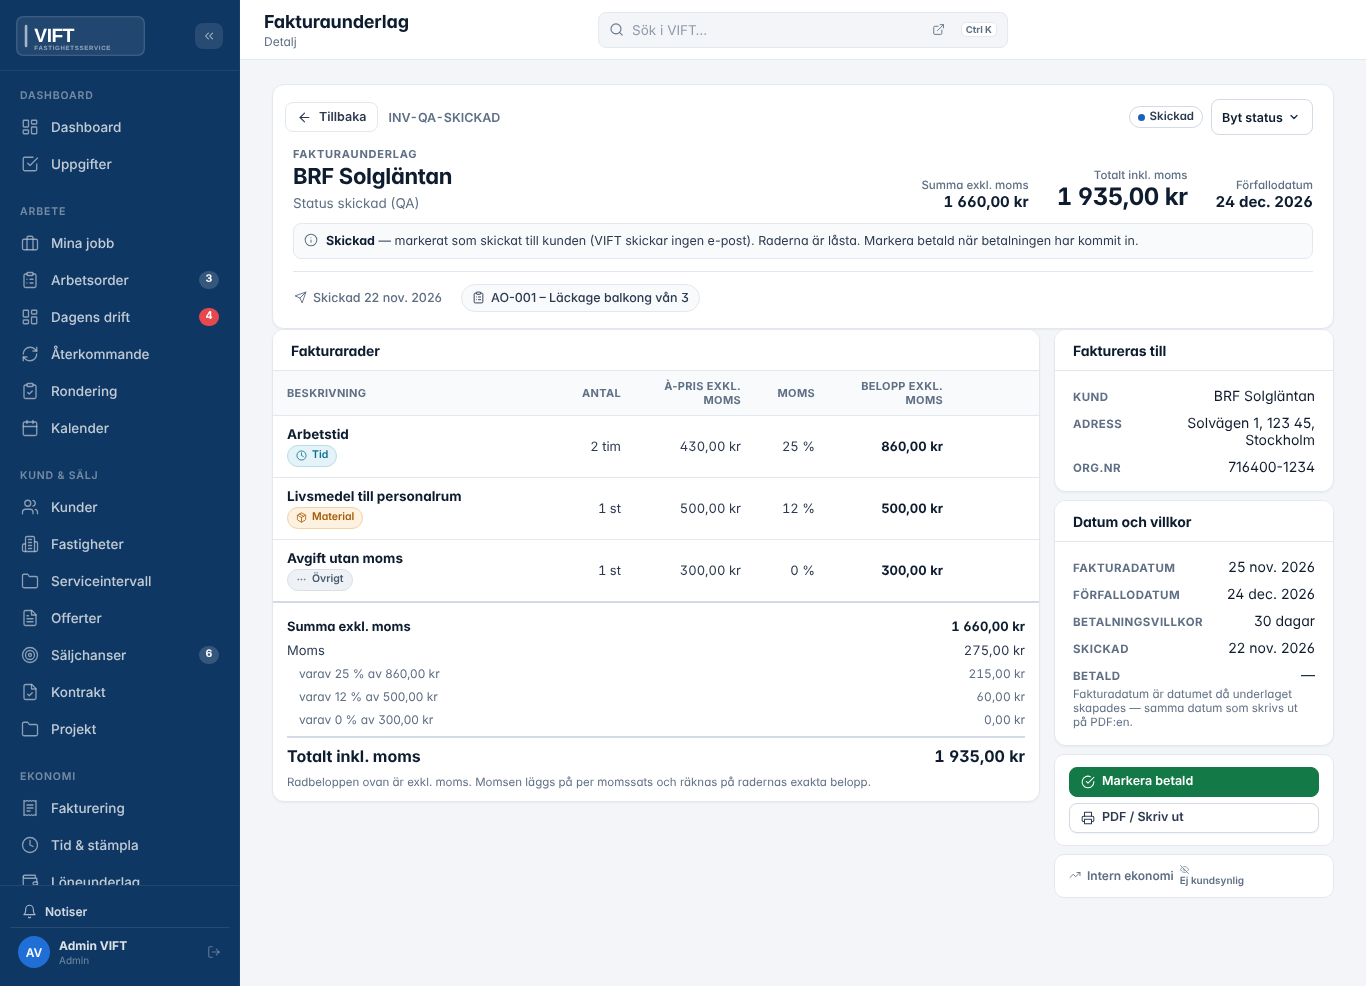 VIFT
FASTIGHETSSERVICE
DASHBOARD
Dashboard
Uppgifter
ARBETE
Mina jobb
Arbetsorder 3
Dagens drift 4
Återkommande
Rondering
Kalender
KUND & SÄLJ
Kunder
Fastigheter
Serviceintervall
Offerter
Säljchanser 6
Kontrakt
Projekt
EKONOMI
Fakturering
Tid & stämpla
Löneunderlag
Notiser
AV
Admin VIFT
Admin
Fakturaunderlag
Detalj
Sök i VIFT... Ctrl K
Tillbaka INV-QA-SKICKAD
Skickad Byt status
FAKTURAUNDERLAG
BRF Solgläntan
Status skickad (QA)
Summa exkl. moms
1 660,00 kr
Totalt inkl. moms
1 935,00 kr
Förfallodatum
24 dec. 2026
Skickad — markerat som skickat till kunden (VIFT skickar ingen e-post). Raderna är låsta. Markera betald när betalningen har kommit in.
Skickad 22 nov. 2026 AO-001 – Läckage balkong vån 3
Fakturarader
BESKRIVNING ANTAL À-PRIS EXKL. MOMS MOMS BELOPP EXKL. MOMS
Arbetstid
Tid
2 tim 430,00 kr 25 % 860,00 kr
Livsmedel till personalrum
Material
1 st 500,00 kr 12 % 500,00 kr
Avgift utan moms
Övrigt
1 st 300,00 kr 0 % 300,00 kr
Summa exkl. moms 1 660,00 kr
Moms 275,00 kr
varav 25 % av 860,00 kr 215,00 kr
varav 12 % av 500,00 kr 60,00 kr
varav 0 % av 300,00 kr 0,00 kr
Totalt inkl. moms 1 935,00 kr
Radbeloppen ovan är exkl. moms. Momsen läggs på per momssats och räknas på radernas exakta belopp.
Faktureras till
KUND BRF Solgläntan
ADRESS Solvägen 1, 123 45,
Stockholm
ORG.NR 716400-1234
Datum och villkor
FAKTURADATUM 25 nov. 2026
FÖRFALLODATUM 24 dec. 2026
BETALNINGSVILLKOR 30 dagar
SKICKAD 22 nov. 2026
BETALD —
Fakturadatum är datumet då underlaget
skapades — samma datum som skrivs ut
på PDF:en.
Markera betald
PDF / Skriv ut
Intern ekonomi Ej kundsynlig